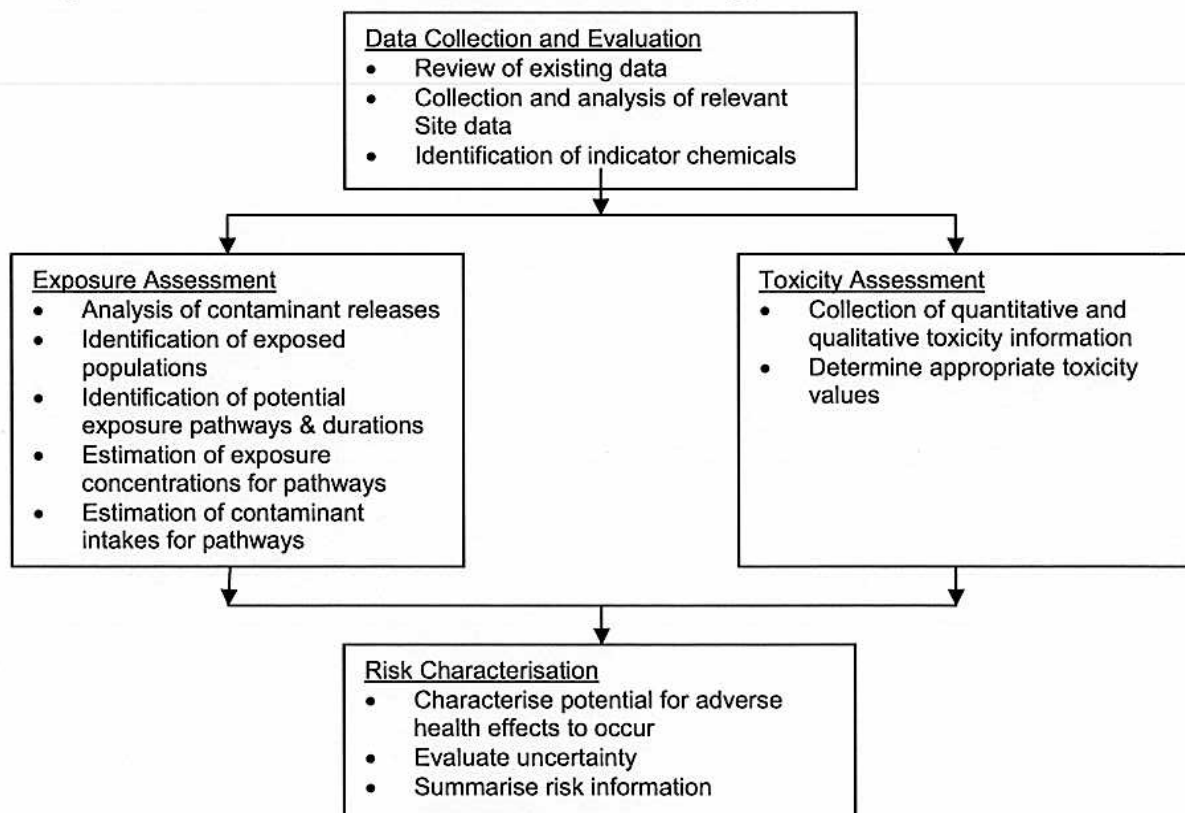 Data Collection and Evaluation
• Review of existing data
• Collection and analysis of relevant
Site data
• Identification of indicator chemicals
Exposure Assessment
• Analysis of contaminant releases
• Identification of exposed
populations
• Identification of potential
exposure pathways & durations
• Estimation of exposure
concentrations for pathways
• Estimation of contaminant
intakes for pathways
Toxicity Assessment
• Collection of quantitative and
qualitative toxicity information
• Determine appropriate toxicity
values
Risk Characterisation
• Characterise potential for adverse
health effects to occur
• Evaluate uncertainty
• Summarise risk information